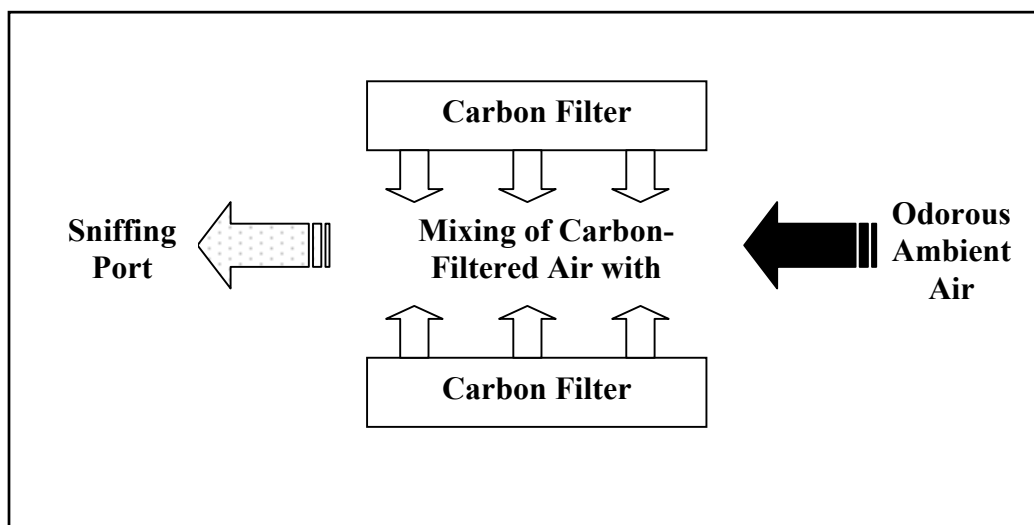 Carbon Filter
Sniffing
Port
Mixing of Carbon-
Filtered Air with
Odorous
Ambient
Air
Carbon Filter